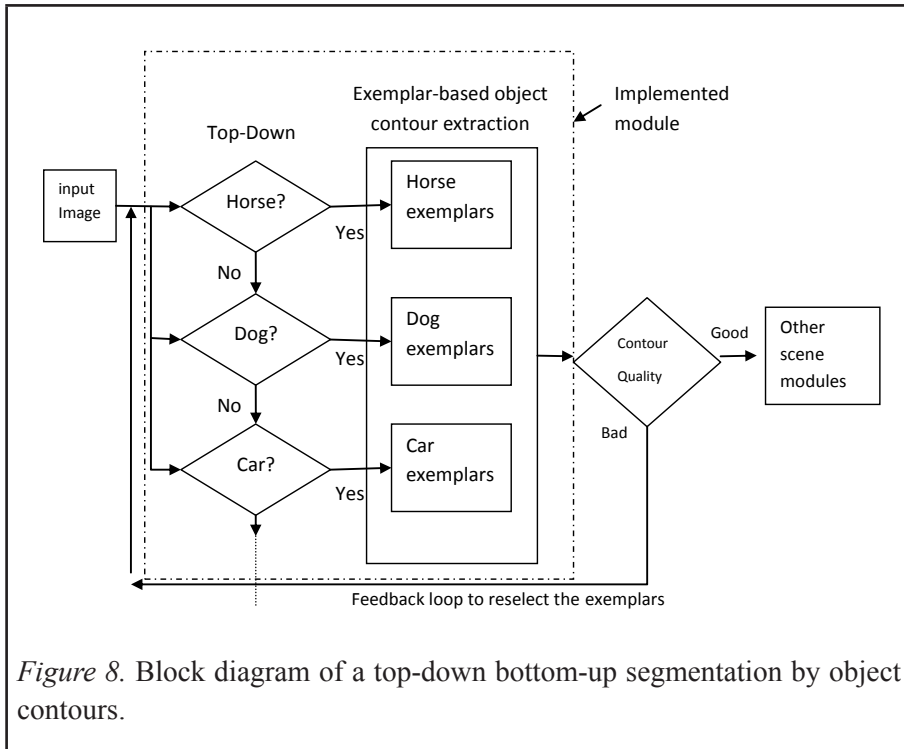 Exemplar-based object
contour extraction
Implemented
module
Top-Down
input
Image
Horse?
Yes
Horse
exemplars
No
Dog?
Yes
Dog
exemplars
Contour
Quality
Good
Other
scene
modules
No
Bad
Car?
Yes
Car
exemplars
Feedback loop to reselect the exemplars
Figure 8. Block diagram of a top-down bottom-up segmentation by object
contours.